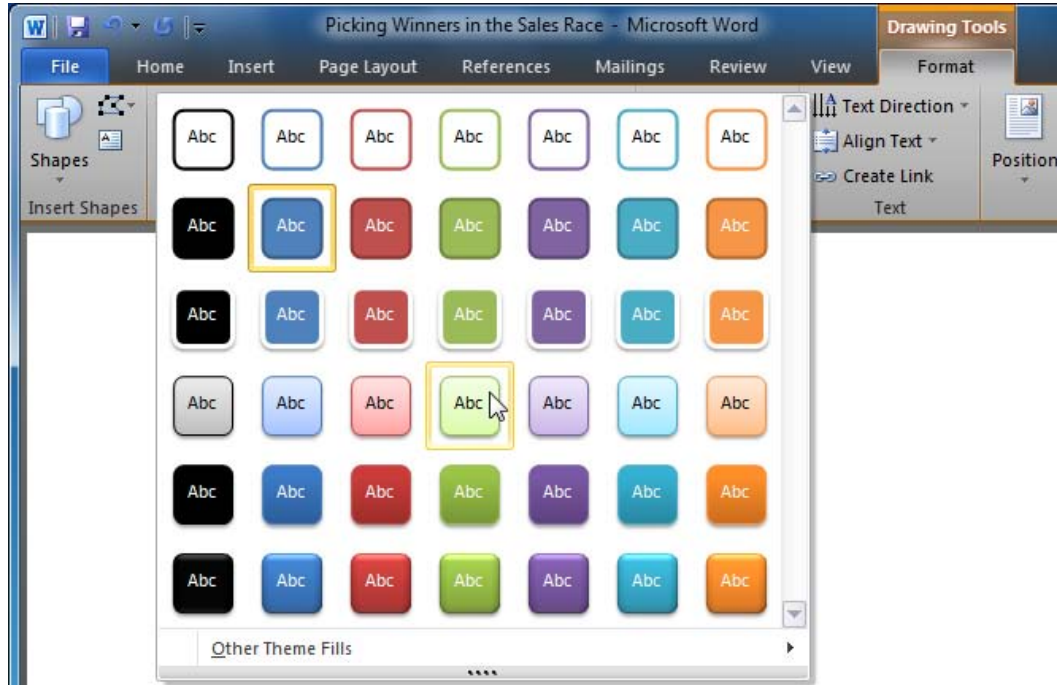 W Picking Winners in the Sales Race - Microsoft Word Drawing Tools
File Home Insert Page Layout References Mailings Review View Format
Shapes
Insert Shapes
A
Text Direction
Align Text
Create Link
Text
Position
Abc Abc Abc Abc Abc Abc Abc
Abc Abc Abc Abc Abc Abc Abc
Abc Abc Abc Abc Abc Abc Abc
Abc Abc Abc Abc Abc Abc Abc
Abc Abc Abc Abc Abc Abc Abc
Abc Abc Abc Abc Abc Abc Abc
Other Theme Fills